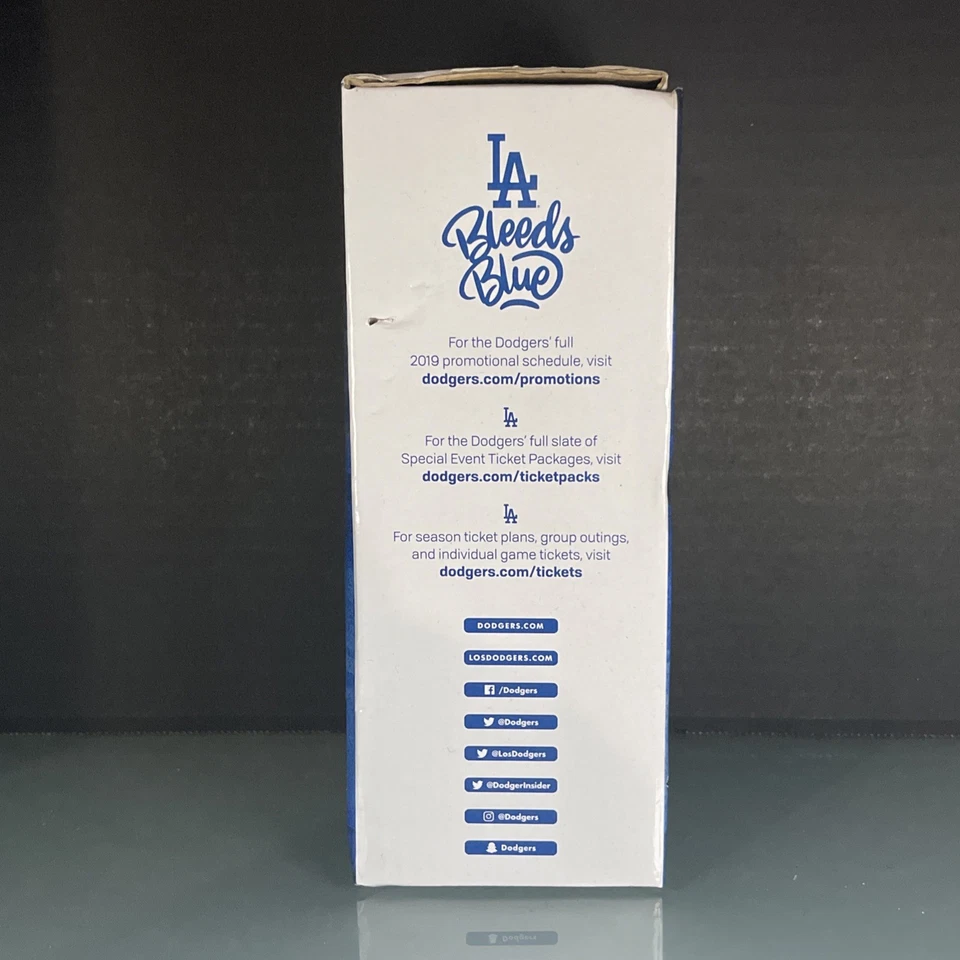 LA
Bleeds
Blue
For the Dodgers' full
2019 promotional schedule, visit
dodgers.com/promotions
LA
For the Dodgers' full slate of
Special Event Ticket Packages, visit
dodgers.com/ticketpacks
LA
For season ticket plans, group outings,
and individual game tickets, visit
dodgers.com/tickets
DODGERS.COM
LOSDODGERS.COM
/Dodgers
@Dodgers
@LosDodgers
@DodgerInsider
@Dodgers
Dodgers